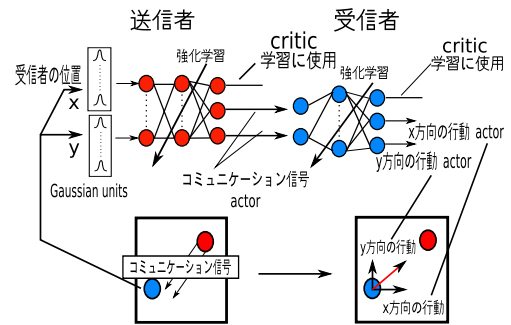 送信者
受信者
critic
学習に使用
強化学習
受信者の位置
x
y
Gaussian units
コミュニケーション信号
actor
強化学習
critic
学習に使用
x方向の行動 actor
y方向の行動 actor
コミュニケーション信号
y方向の行動
x方向の行動